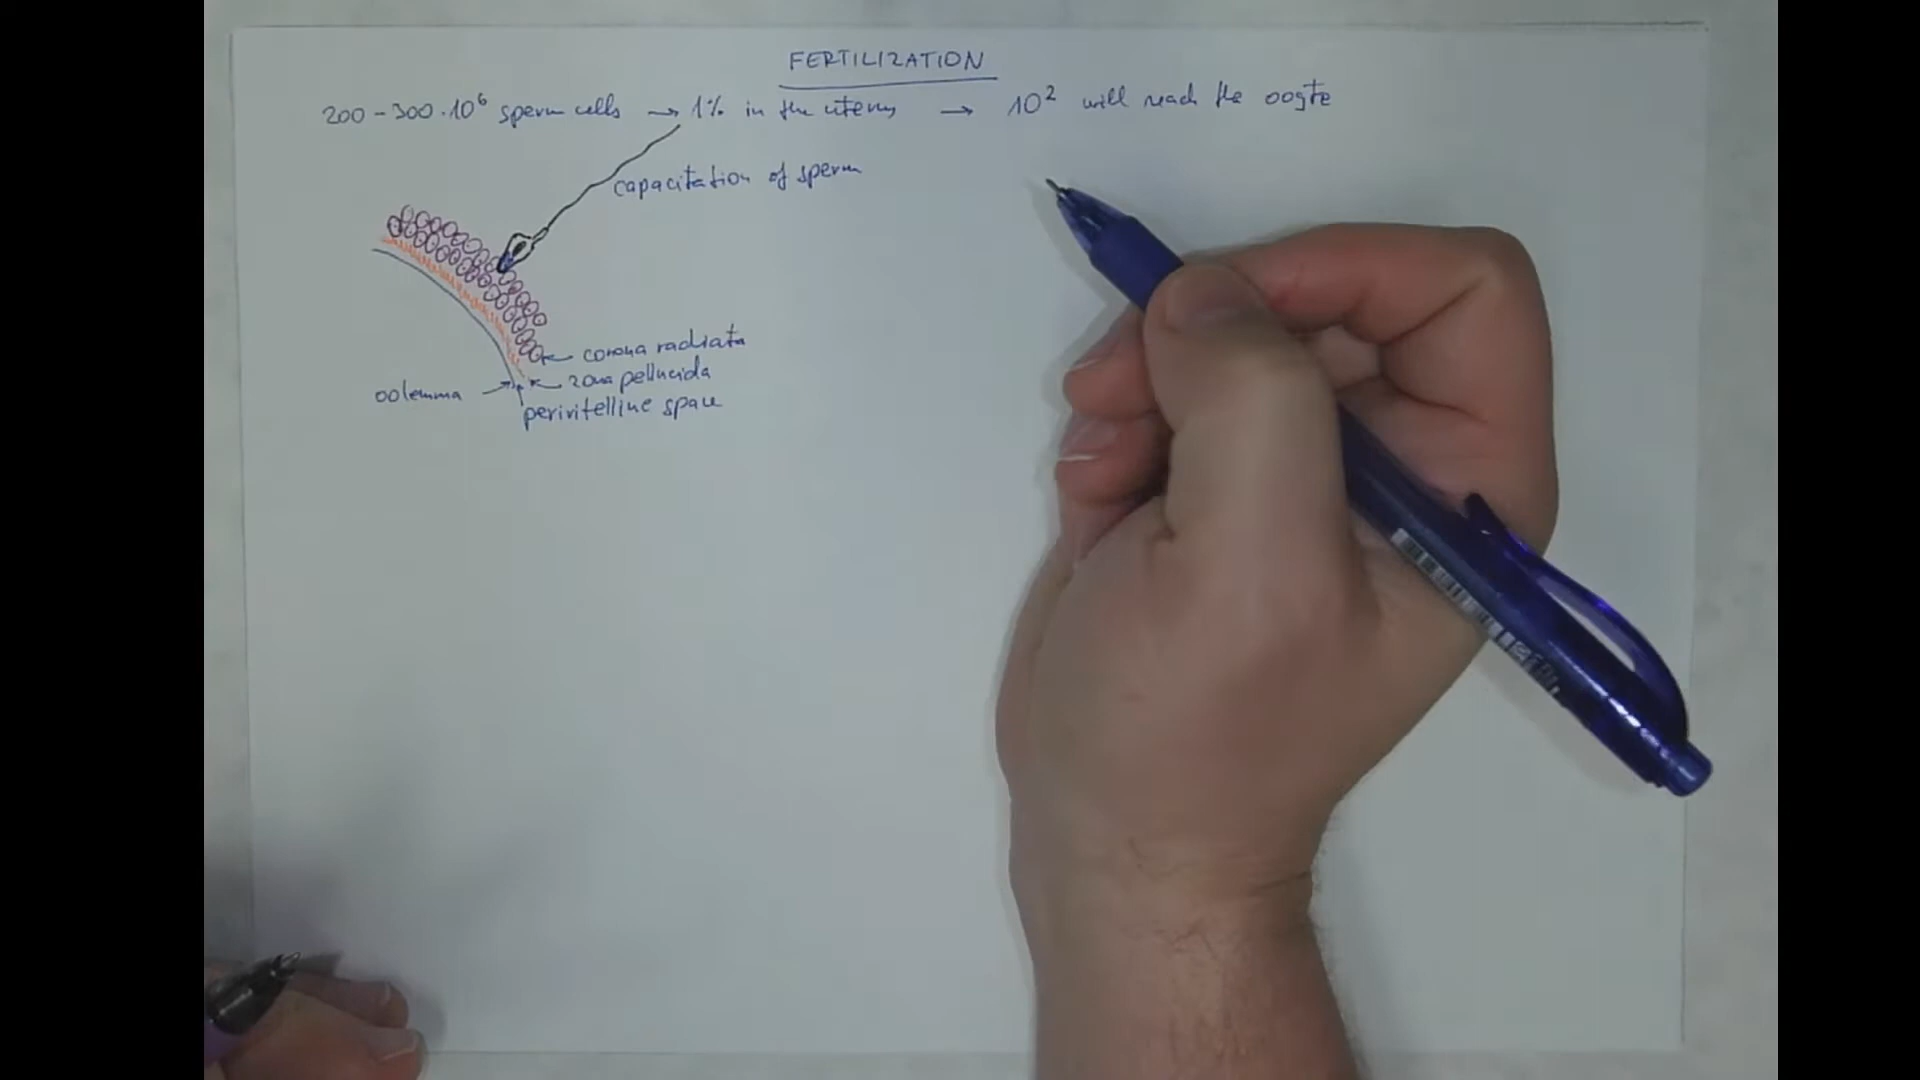 FERTILIZATION
200-300·10⁶ sperm cells → 1% in the uterus → 10² will reach the oogte
capacitation of sperm
corona radiata
zona pellucida
oolemma
perivitelline space